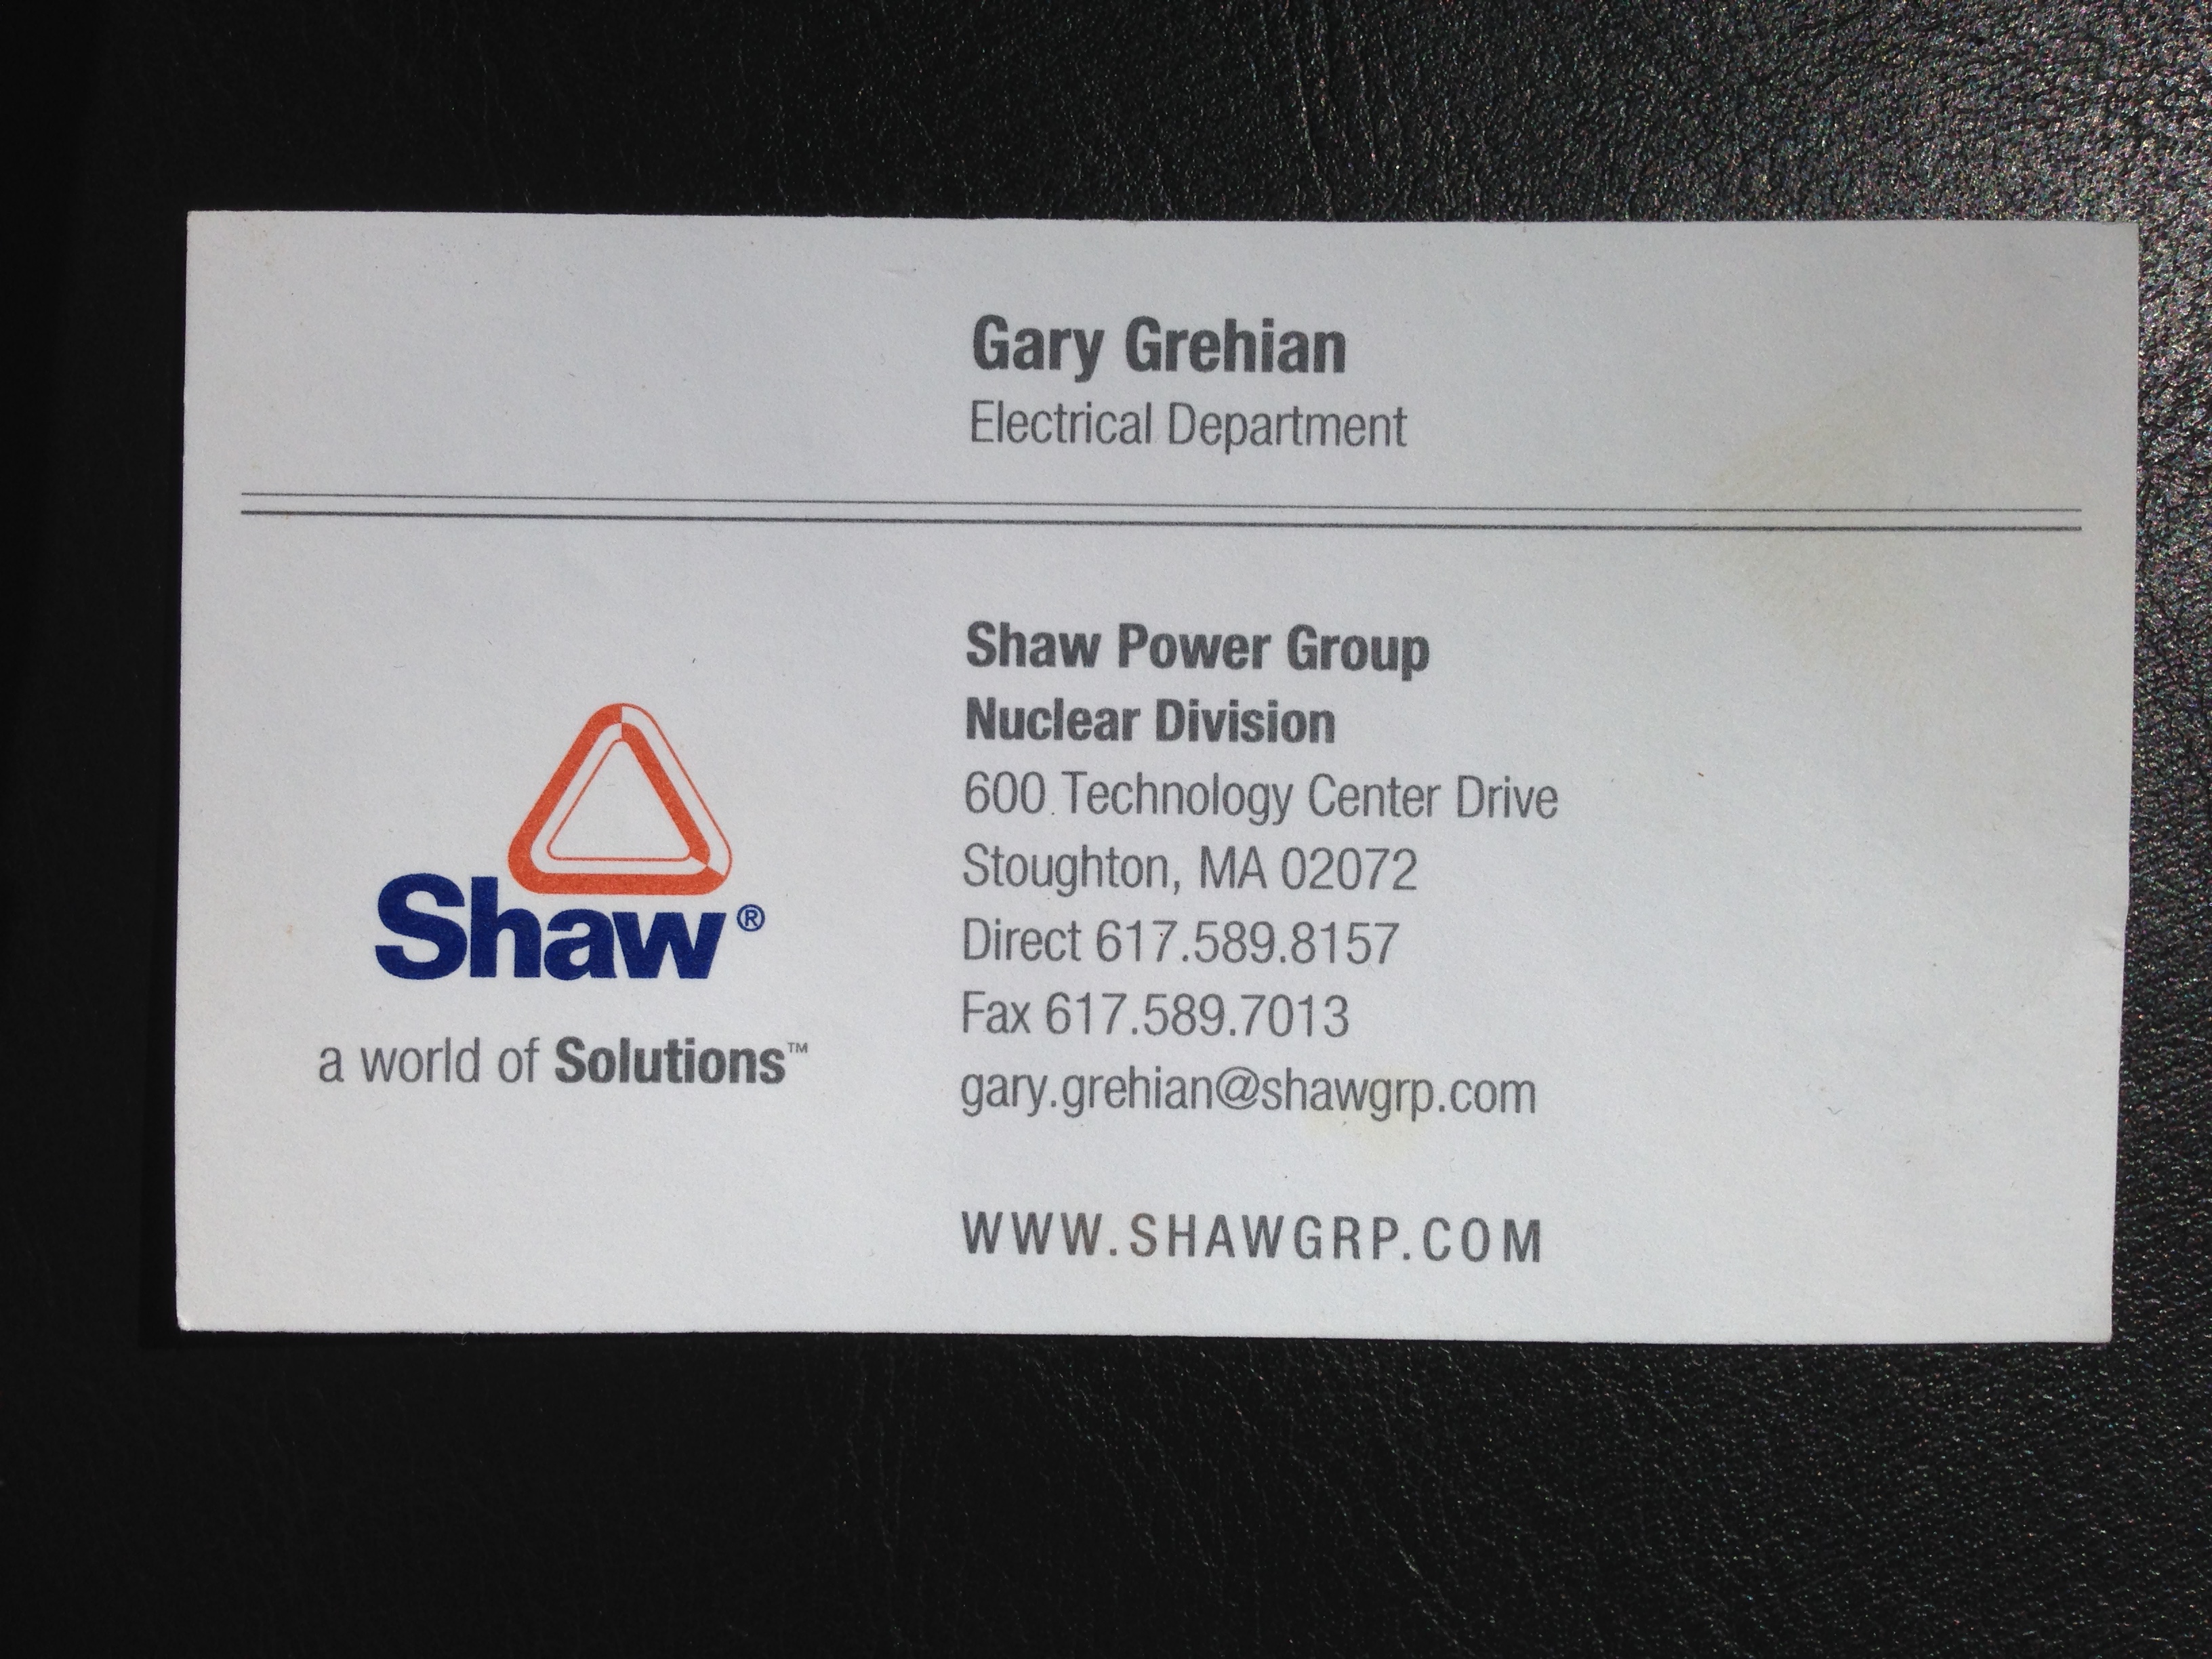 Gary Grehian
Electrical Department
Shaw®
a world of Solutions™
Shaw Power Group
Nuclear Division
600 Technology Center Drive
Stoughton, MA 02072
Direct 617.589.8157
Fax 617.589.7013
gary.grehian@shawgrp.com
WWW.SHAWGRP.COM